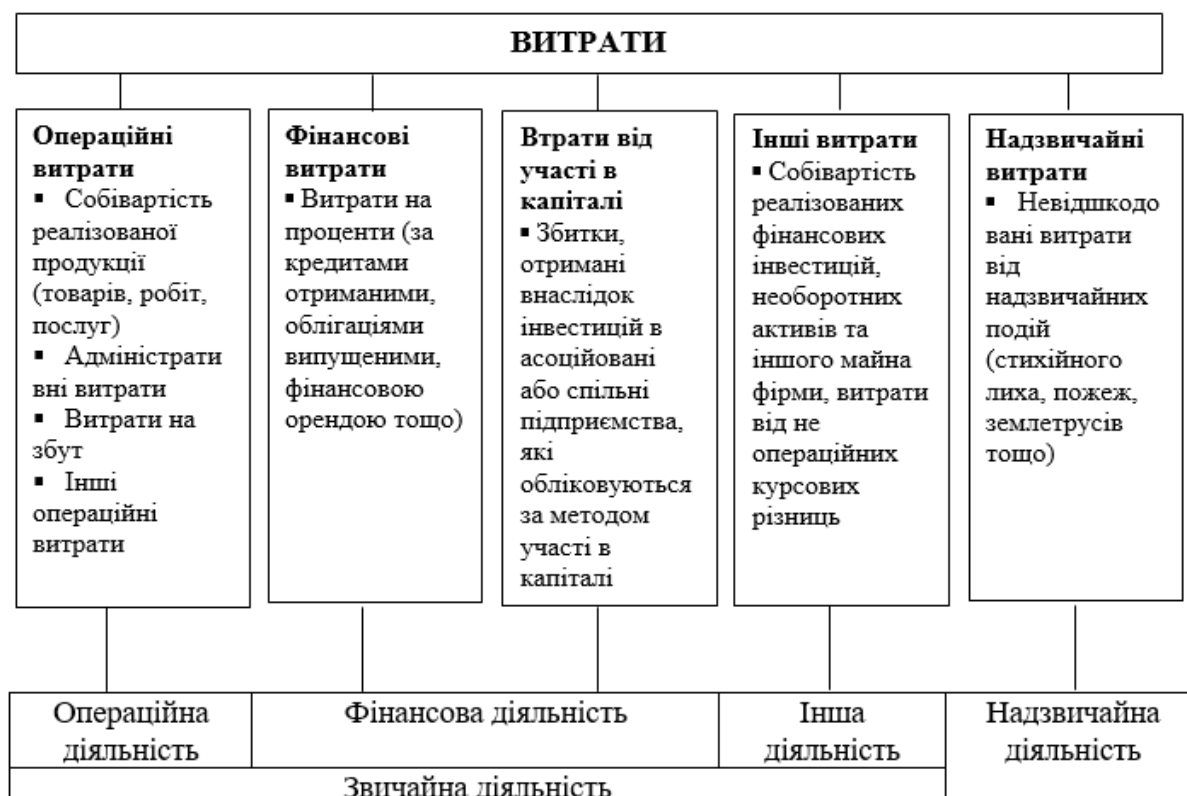 ВИТРАТИ
Операційні
витрати
▪ Собівартість
реалізованої
продукції
(товарів, робіт,
послуг)
▪ Адміністрати
вні витрати
▪ Витрати на
збут
▪ Інші
операційні
витрати
Фінансові
витрати
▪ Витрати на
проценти (за
кредитами
отриманими,
облігаціями
випущеними,
фінансовою
орендою тощо)
Втрати від
участі в
капіталі
▪ Збитки,
отримані
внаслідок
інвестицій в
асоційовані
або спільні
підприємства,
які
обліковуються
за методом
участі в
капіталі
Інші витрати
▪ Собівартість
реалізованих
фінансових
інвестицій,
необоротних
активів та
іншого майна
фірми, витрати
від не
операційних
курсових
різниць
Надзвичайні
витрати
▪ Невідшкодо
вані витрати
від
надзвичайних
подій
(стихійного
лиха, пожеж,
землетрусів
тощо)
Операційна
діяльність
Фінансова діяльність
Інша
діяльність
Надзвичайна
діяльність
Звичайна діяльність